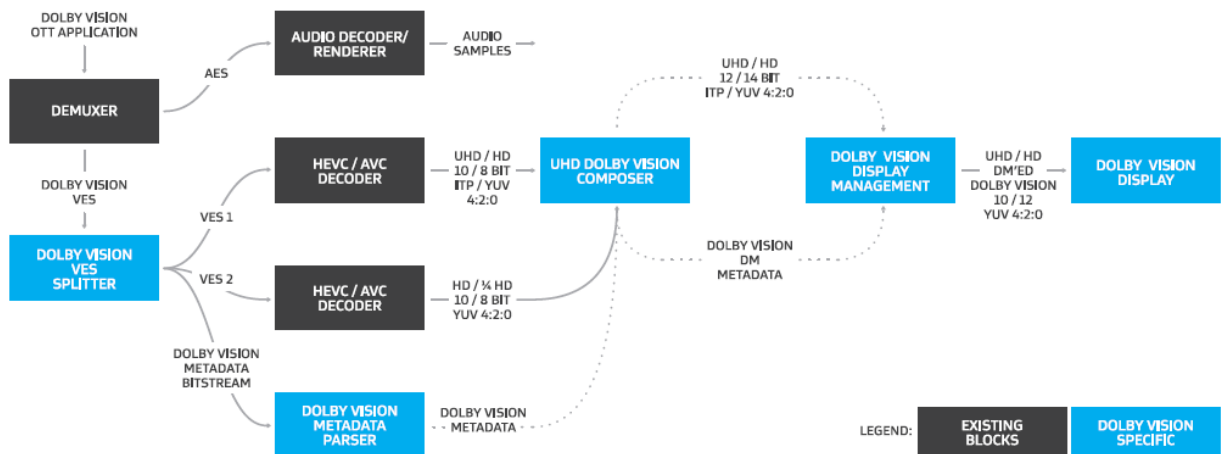 DOLBY VISION
OTT APPLICATION
DEMUXER
AES
AUDIO DECODER/
RENDERER
AUDIO
SAMPLES
DOLBY VISION
VES
DOLBY VISION
VES
SPLITTER
VES 1
HEVC / AVC
DECODER
UHD / HD
10 / 8 BIT
ITP / YUV
4:2:0
VES 2
HEVC / AVC
DECODER
HD / ¼ HD
10 / 8 BIT
YUV 4:2:0
DOLBY VISION
METADATA
BITSTREAM
DOLBY VISION
METADATA
PARSER
DOLBY VISION
METADATA
UHD DOLBY VISION
COMPOSER
UHD / HD
12 / 14 BIT
ITP / YUV 4:2:0
DOLBY VISION
DM
METADATA
DOLBY VISION
DISPLAY
MANAGEMENT
UHD / HD
DM'ED
DOLBY VISION
10 / 12
YUV 4:2:0
DOLBY VISION
DISPLAY
LEGEND:
EXISTING
BLOCKS
DOLBY VISION
SPECIFIC